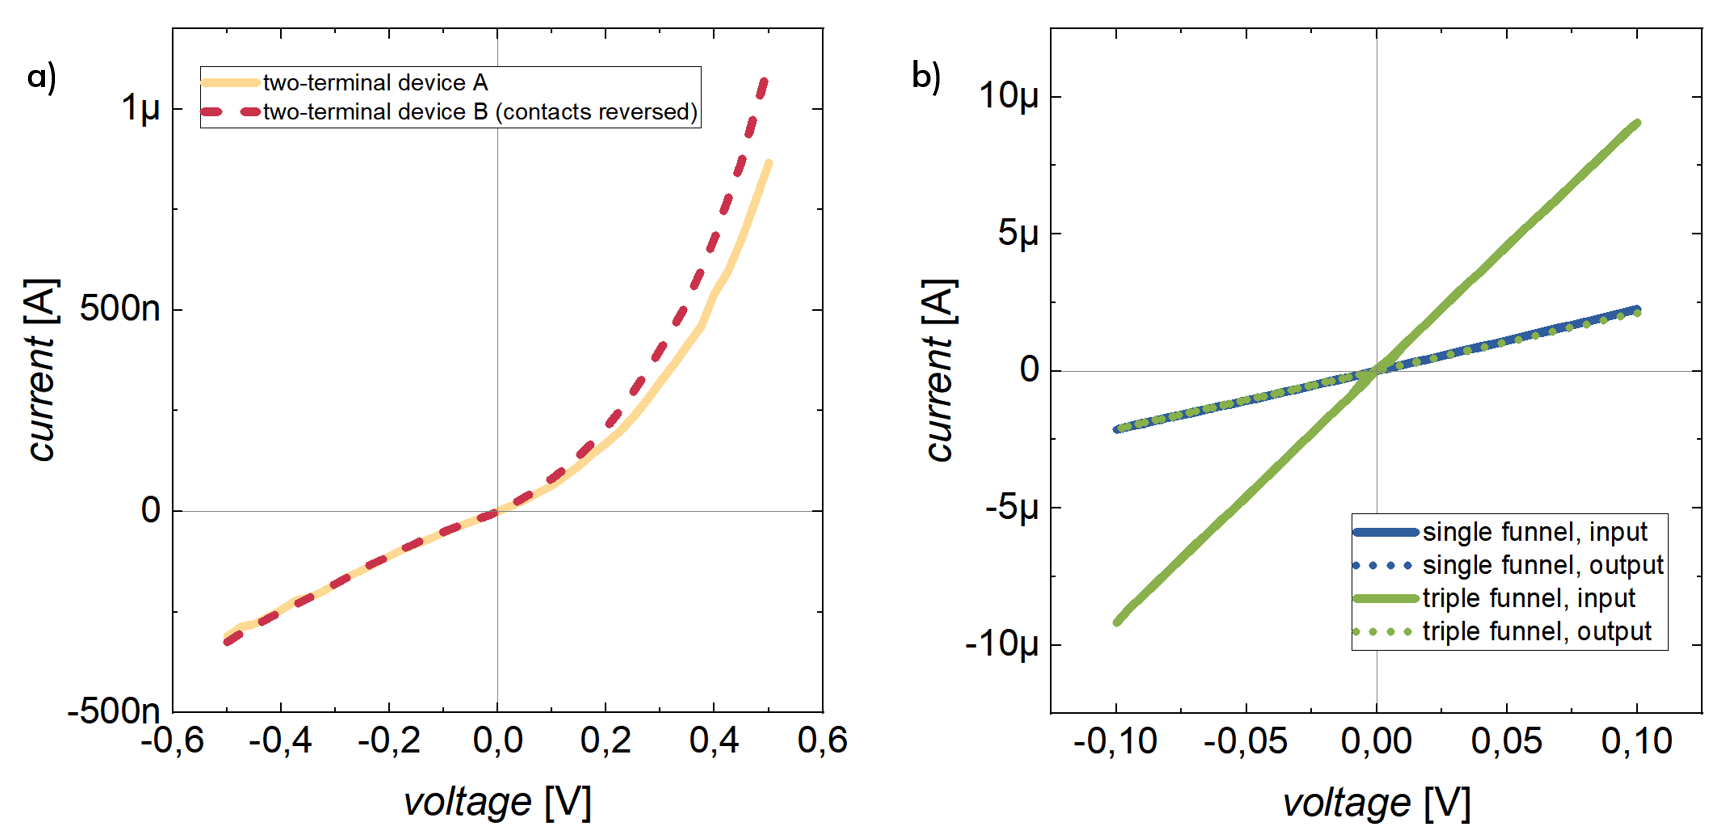 a)
two-terminal device A
two-terminal device B (contacts reversed)
1µ
500n
0
-500n
-0,6 -0,4 -0,2 0,0 0,2 0,4 0,6
current [A]
voltage [V]
b)
10µ
5µ
0
-5µ
-10µ
single funnel, input
single funnel, output
triple funnel, input
triple funnel, output
-0,10 -0,05 0,00 0,05 0,10
current [A]
voltage [V]